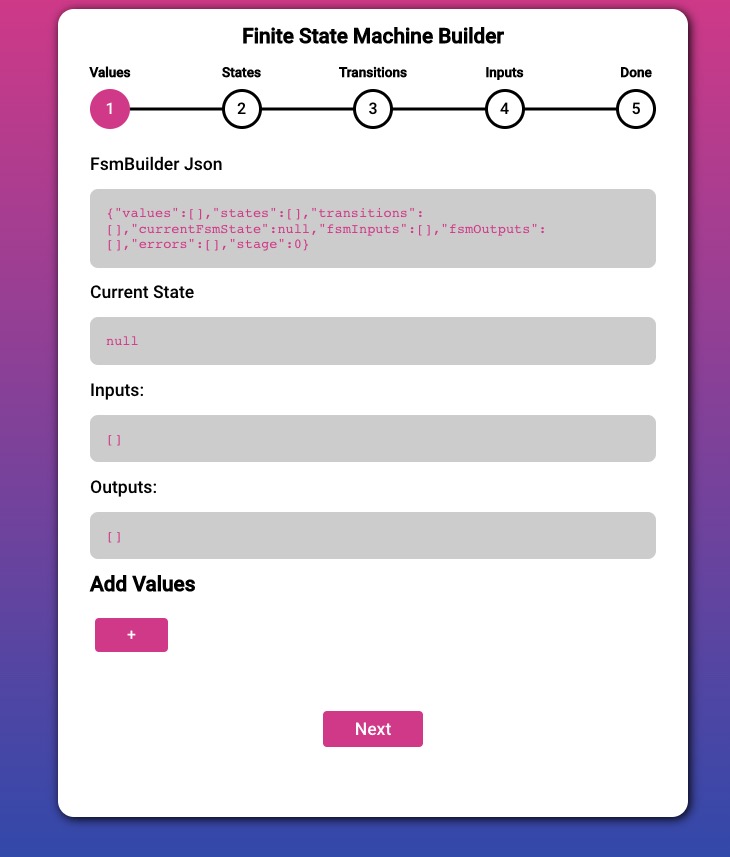 Finite State Machine Builder
Values States Transitions Inputs Done
1 2 3 4 5
FsmBuilder Json
{"values":[],"states":[],"transitions":
[],"currentFsmState":null,"fsmInputs":[],"fsmOutputs":
[],"errors":[],"stage":0}
Current State
null
Inputs:
[]
Outputs:
[]
Add Values
+
Next